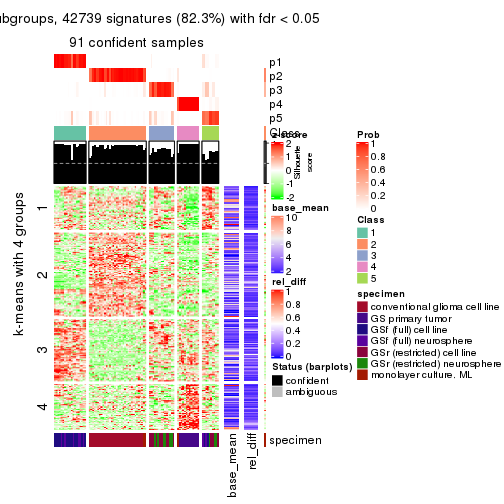 ubgroups, 42739 signatures (82.3%) with fdr < 0.05
91 confident samples
p1
p2
p3
p4
p5
Class
1
2
3
4
k-means with 4 groups
base_mean
rel_diff
specimen
z-score
2
1
0
-1
-2
Silhouette
score
base_mean
10
8
6
4
2
rel_diff
1
0.8
0.6
0.4
0.2
0
Status (barplots)
confident
ambiguous
Prob
1
0.8
0.6
0.4
0.2
0
Class
1
2
3
4
5
specimen
conventional glioma cell line
GS primary tumor
GSf (full) cell line
GSf (full) neurosphere
GSr (restricted) cell line
GSr (restricted) neurosphere
monolayer culture. ML